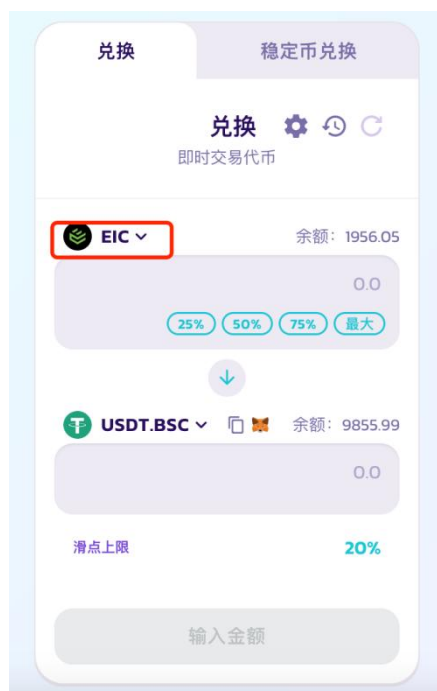 兑换 稳定币兑换
兑换
即时交易代币
EIC 余额：1956.05
0.0
25% 50% 75% 最大
USDT.BSC 余额：9855.99
0.0
滑点上限 20%
输入金额